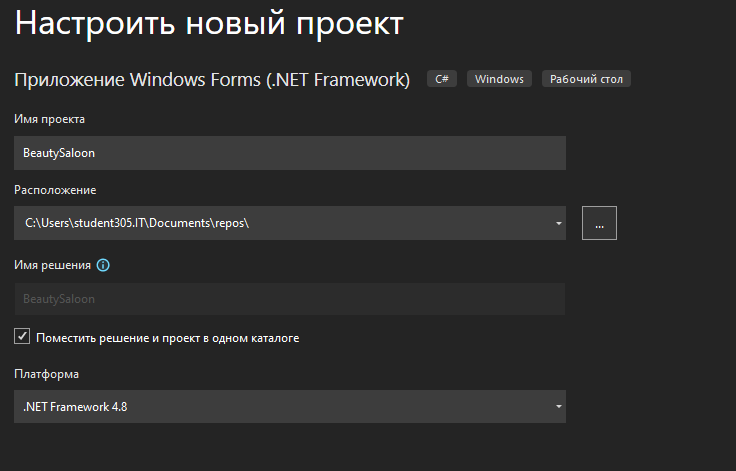 Настроить новый проект
Приложение Windows Forms (.NET Framework) C# Windows Рабочий стол
Имя проекта
BeautySaloon
Расположение
C:\Users\student305.IT\Documents\repos\
...
Имя решения
BeautySaloon
Поместить решение и проект в одном каталоге
Платформа
.NET Framework 4.8